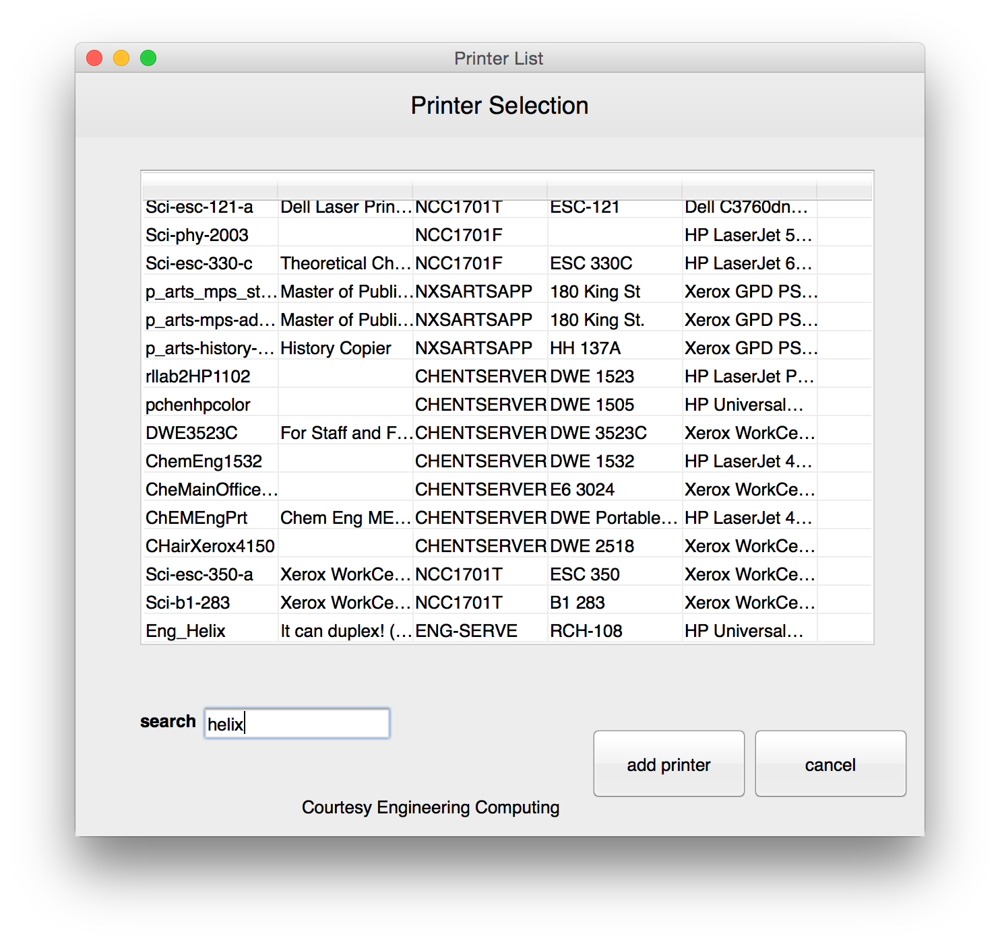 Printer List
Printer Selection
Sci-esc-121-a Dell Laser Prin... NCC1701T ESC-121 Dell C3760dn...
Sci-phy-2003 NCC1701F HP LaserJet 5...
Sci-esc-330-c Theoretical Ch... NCC1701F ESC 330C HP LaserJet 6...
p_arts_mps_st... Master of Publi... NXSARTSAPP 180 King St Xerox GPD PS...
p_arts-mps-ad... Master of Publi... NXSARTSAPP 180 King St. Xerox GPD PS...
p_arts-history-... History Copier NXSARTSAPP HH 137A Xerox GPD PS...
rllab2HP1102 CHENTSERVER DWE 1523 HP LaserJet P...
pchenhpcolor CHENTSERVER DWE 1505 HP Universal...
DWE3523C For Staff and F... CHENTSERVER DWE 3523C Xerox WorkCe...
ChemEng1532 CHENTSERVER DWE 1532 HP LaserJet 4...
CheMainOffice... CHENTSERVER E6 3024 Xerox WorkCe...
ChEMEngPrt Chem Eng ME... CHENTSERVER DWE Portable... HP LaserJet 4...
CHairXerox4150 CHENTSERVER DWE 2518 Xerox WorkCe...
Sci-esc-350-a Xerox WorkCe... NCC1701T ESC 350 Xerox WorkCe...
Sci-b1-283 Xerox WorkCe... NCC1701T B1 283 Xerox WorkCe...
Eng_Helix It can duplex! (... ENG-SERVE RCH-108 HP Universal...
search helix
add printer cancel
Courtesy Engineering Computing